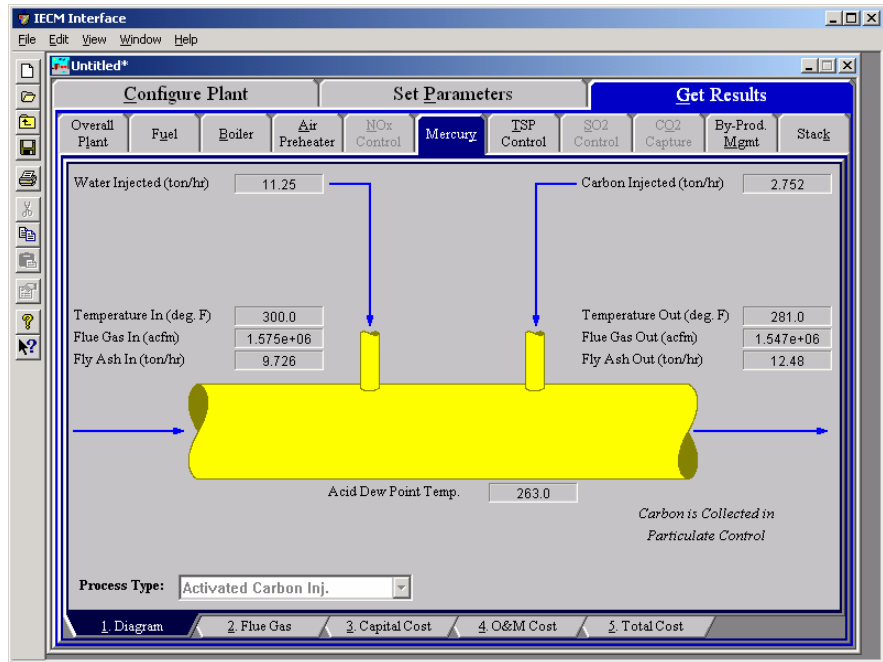 IECM Interface
File Edit View Window Help
Untitled*
Configure Plant Set Parameters Get Results
Overall Plant Fuel Boiler Air Preheater NOx Control Mercury TSP Control SO2 Control CO2 Capture By-Prod. Mgmt Stack
Water Injected (ton/hr) 11.25 Carbon Injected (ton/hr) 2.752
Temperature In (deg. F) 300.0 Temperature Out (deg. F) 281.0
Flue Gas In (acfm) 1.575e+06 Flue Gas Out (acfm) 1.547e+06
Fly Ash In (ton/hr) 9.726 Fly Ash Out (ton/hr) 12.48
Acid Dew Point Temp. 263.0
Carbon is Collected in
Particulate Control
Process Type: Activated Carbon Inj.
1. Diagram 2. Flue Gas 3. Capital Cost 4. O&M Cost 5. Total Cost